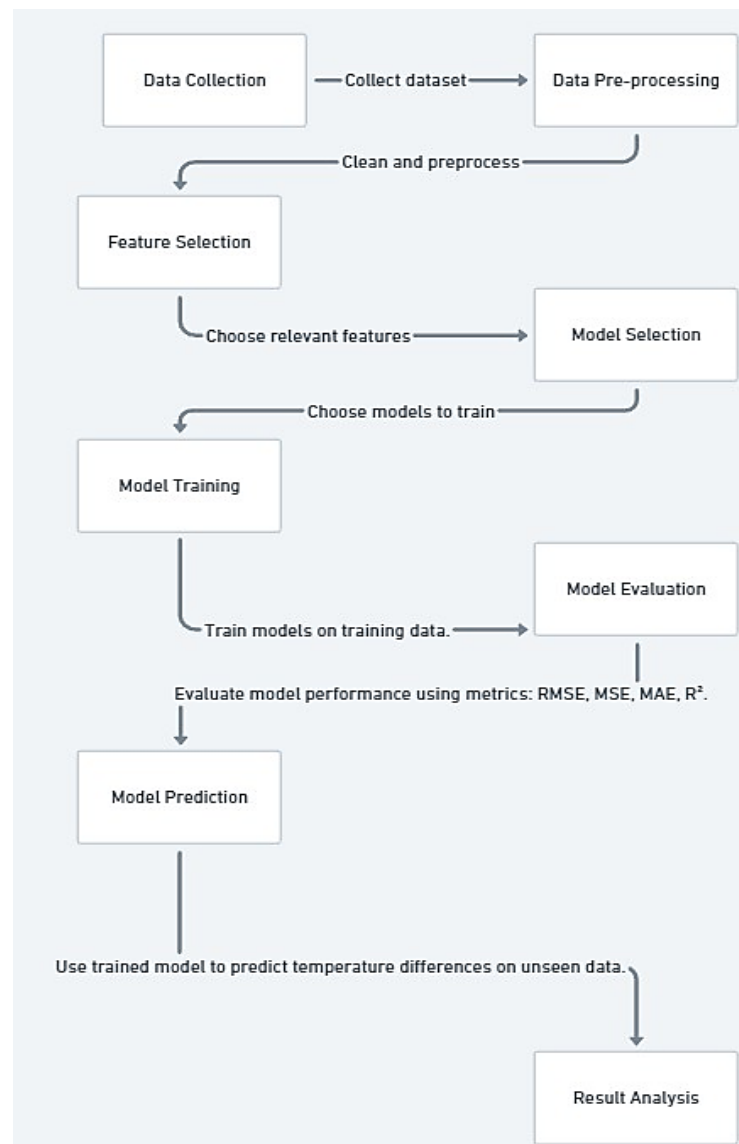 Data Collection
Collect dataset
Data Pre-processing
Clean and preprocess
Feature Selection
Choose relevant features
Model Selection
Choose models to train
Model Training
Train models on training data.
Model Evaluation
Evaluate model performance using metrics: RMSE, MSE, MAE, R².
Model Prediction
Use trained model to predict temperature differences on unseen data.
Result Analysis